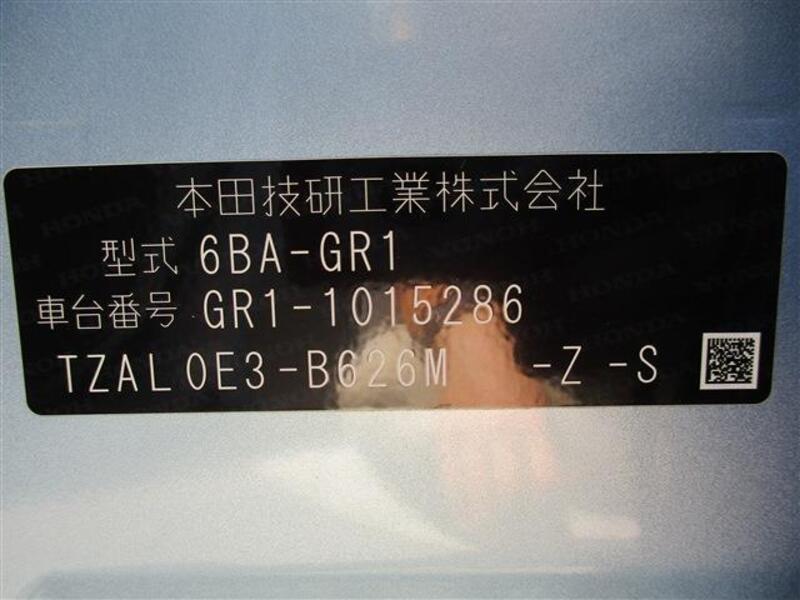 本田技研工業株式会社
型式 6BA-GR1
車台番号 GR1-1015286
TZAL0E3-B626M -Z -S